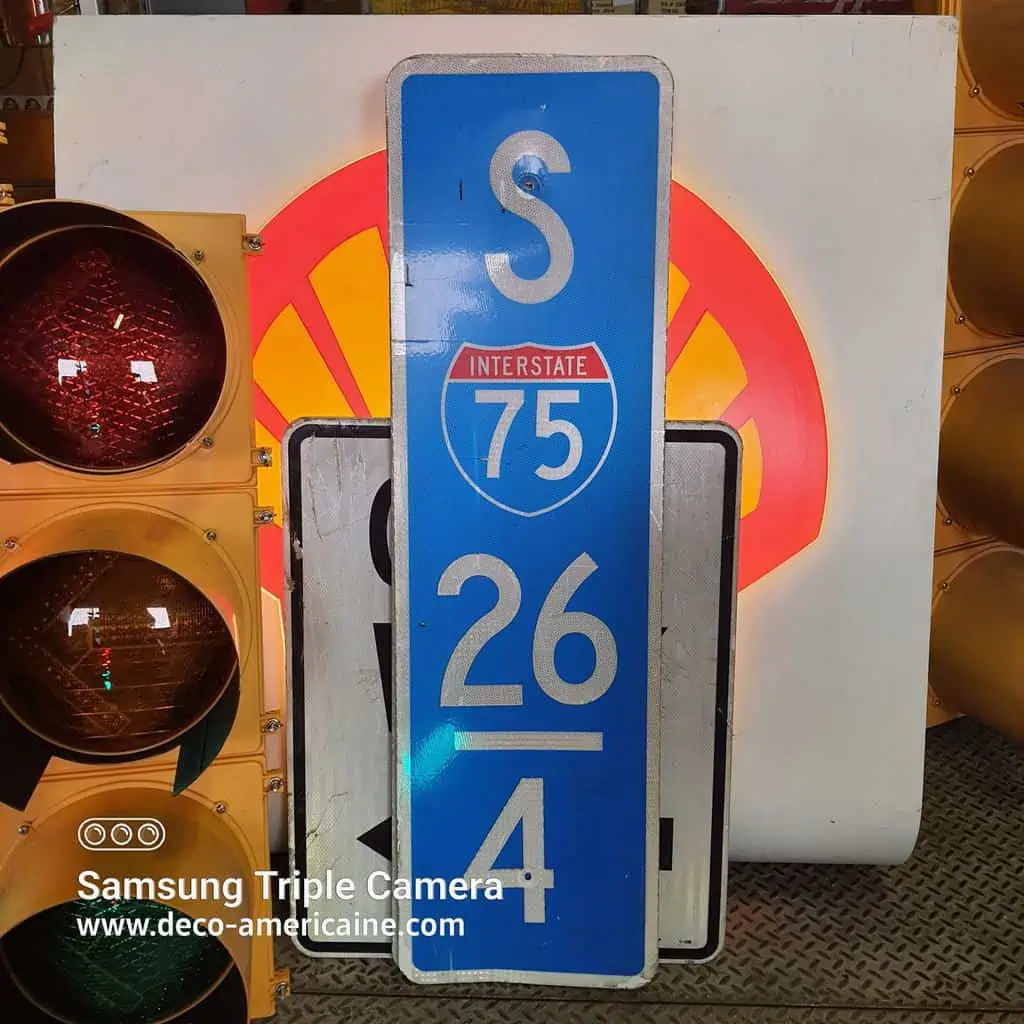 S
INTERSTATE
75
26
4
Samsung Triple Camera
www.deco-americaine.com